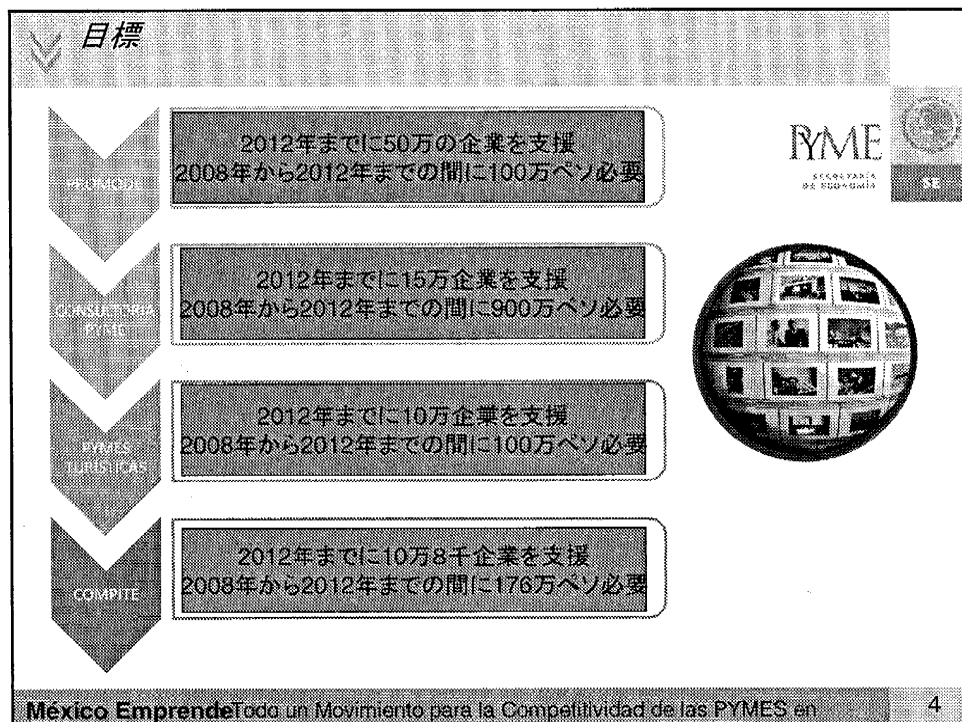 目標
PROMODE
2012年までに50万の企業を支援
2008年から2012年までの間に100万ペソ必要
PYME
SECRETARÍA
DE ECONOMÍA
SE
2012年までに15万企業を支援
2008年から2012年までの間に900万ペソ必要
PYME
PYMES
TURISTICAS
2012年までに10万企業を支援
2008年から2012年までの間に100万ペソ必要
COMPITE
2012年までに10万8千企業を支援
2008年から2012年までの間に176万ペソ必要
México EmprendeTodo un Movimiento para la Competitividad de las PYMES en
4